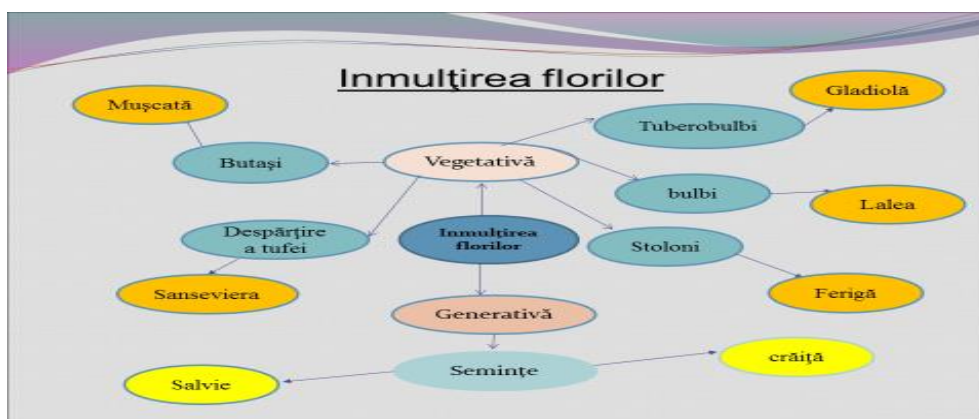 Inmulţirea florilor
Muşcată
Gladiolă
Tuberobulbi
Butaşi
Vegetativă
bulbi
Lalea
Despărţire
a tufei
Inmulţirea
florilor
Stoloni
Sanseviera
Ferigă
Generativă
crăiţă
Salvie
Seminţe